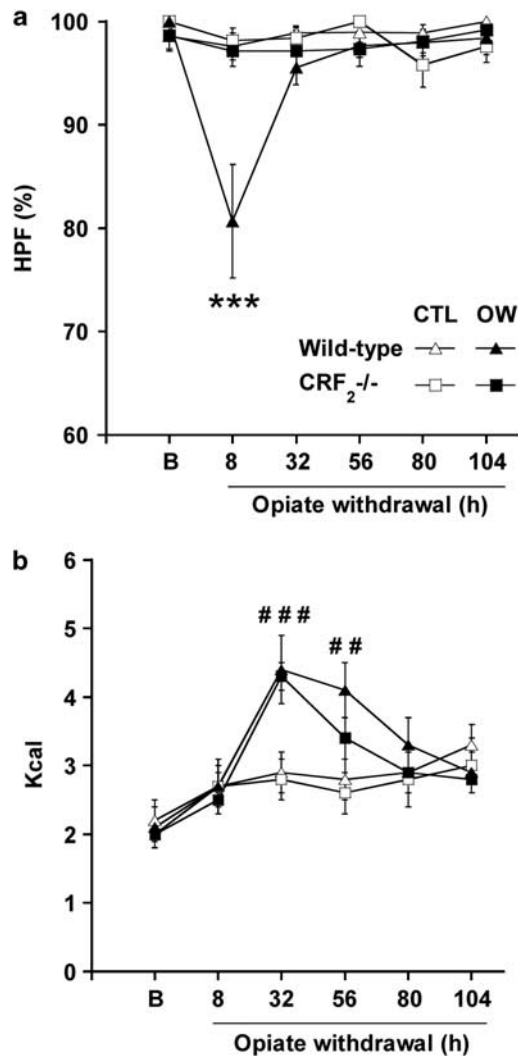 a
100
90
80
70
60
HPF (%)
***
CTL OW
Wild-type
CRF₂-/-
B 8 32 56 80 104
Opiate withdrawal (h)
b
6
5
4
3
2
1
0
Kcal
# # #
# #
B 8 32 56 80 104
Opiate withdrawal (h)